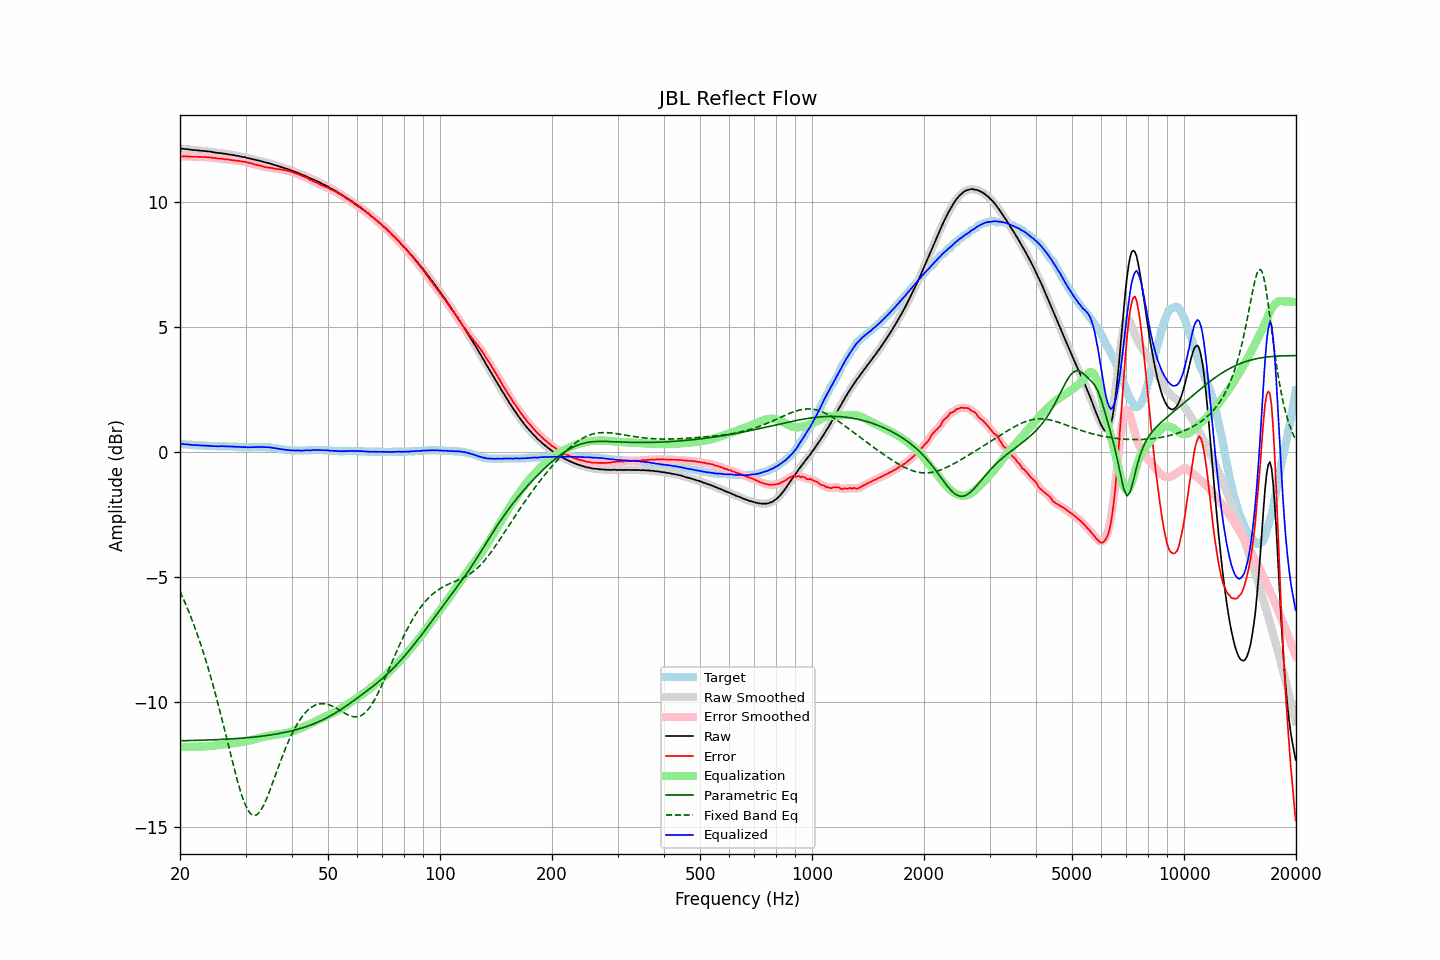 JBL Reflect Flow
Amplitude (dBr)
10
5
0
−5
−10
−15
Target
Raw Smoothed
Error Smoothed
Raw
Error
Equalization
Parametric Eq
Fixed Band Eq
Equalized
20
50
100
200
500
1000
2000
5000
10000
20000
Frequency (Hz)